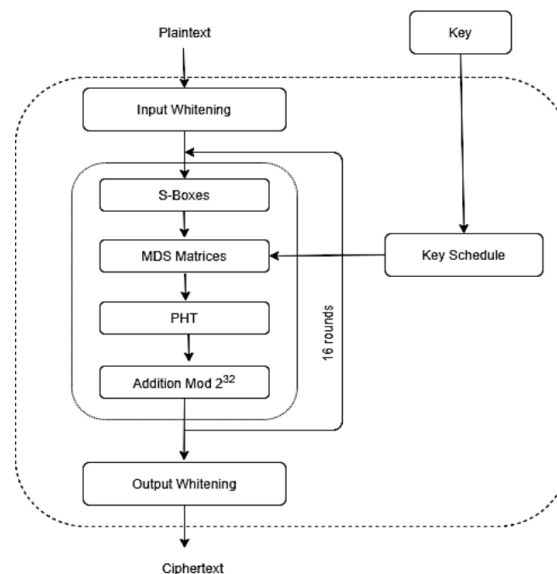 Plaintext
Key
Input Whitening
S-Boxes
MDS Matrices
Key Schedule
PHT
16 rounds
Addition Mod 2³²
Output Whitening
Ciphertext